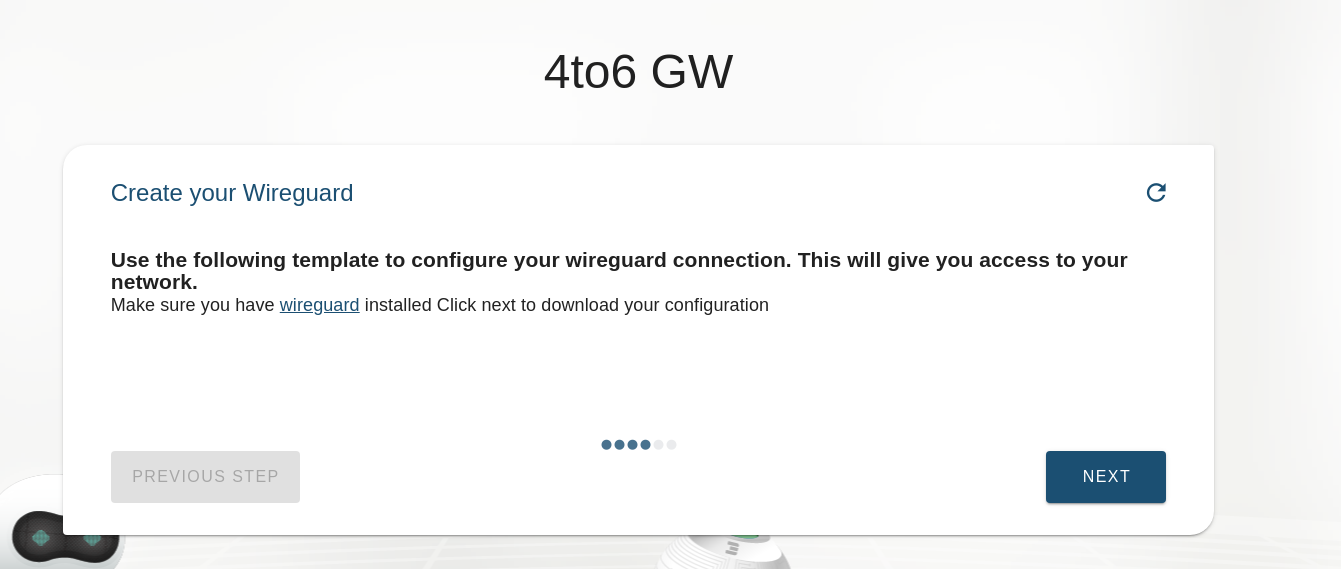 4to6 GW
Create your Wireguard
Use the following template to configure your wireguard connection. This will give you access to your
network.
Make sure you have wireguard installed Click next to download your configuration
PREVIOUS STEP
NEXT